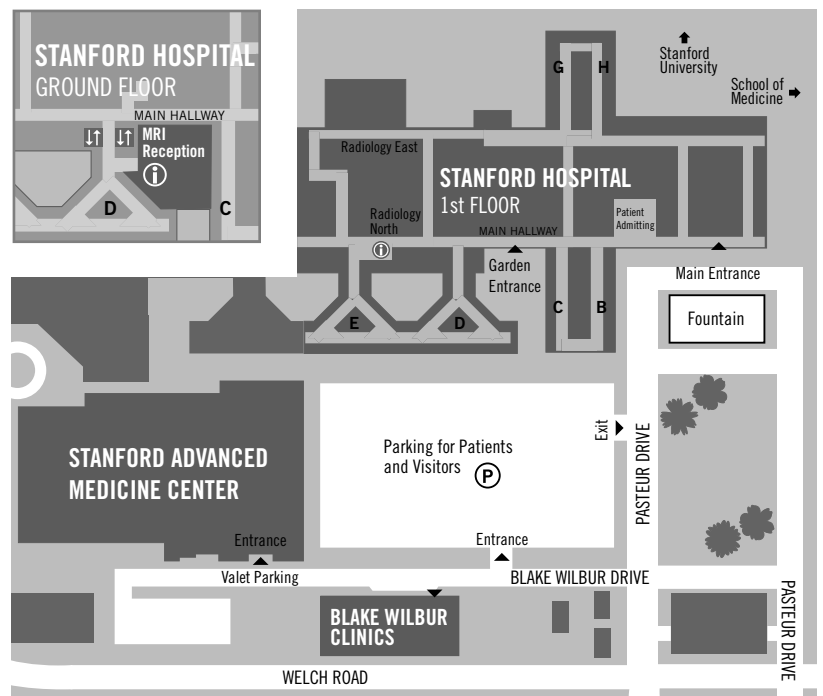 STANFORD HOSPITAL
GROUND FLOOR
MAIN HALLWAY
MRI
Reception
i
D
C
G
H
Stanford
University
School of
Medicine
Radiology East
STANFORD HOSPITAL
1st FLOOR
Radiology
North
i
MAIN HALLWAY
Patient
Admitting
Garden
Entrance
Main Entrance
E
D
C
B
Fountain
STANFORD ADVANCED
MEDICINE CENTER
Parking for Patients
and Visitors
P
Exit
PASTEUR DRIVE
Entrance
Valet Parking
Entrance
BLAKE WILBUR DRIVE
BLAKE WILBUR
CLINICS
PASTEUR DRIVE
WELCH ROAD